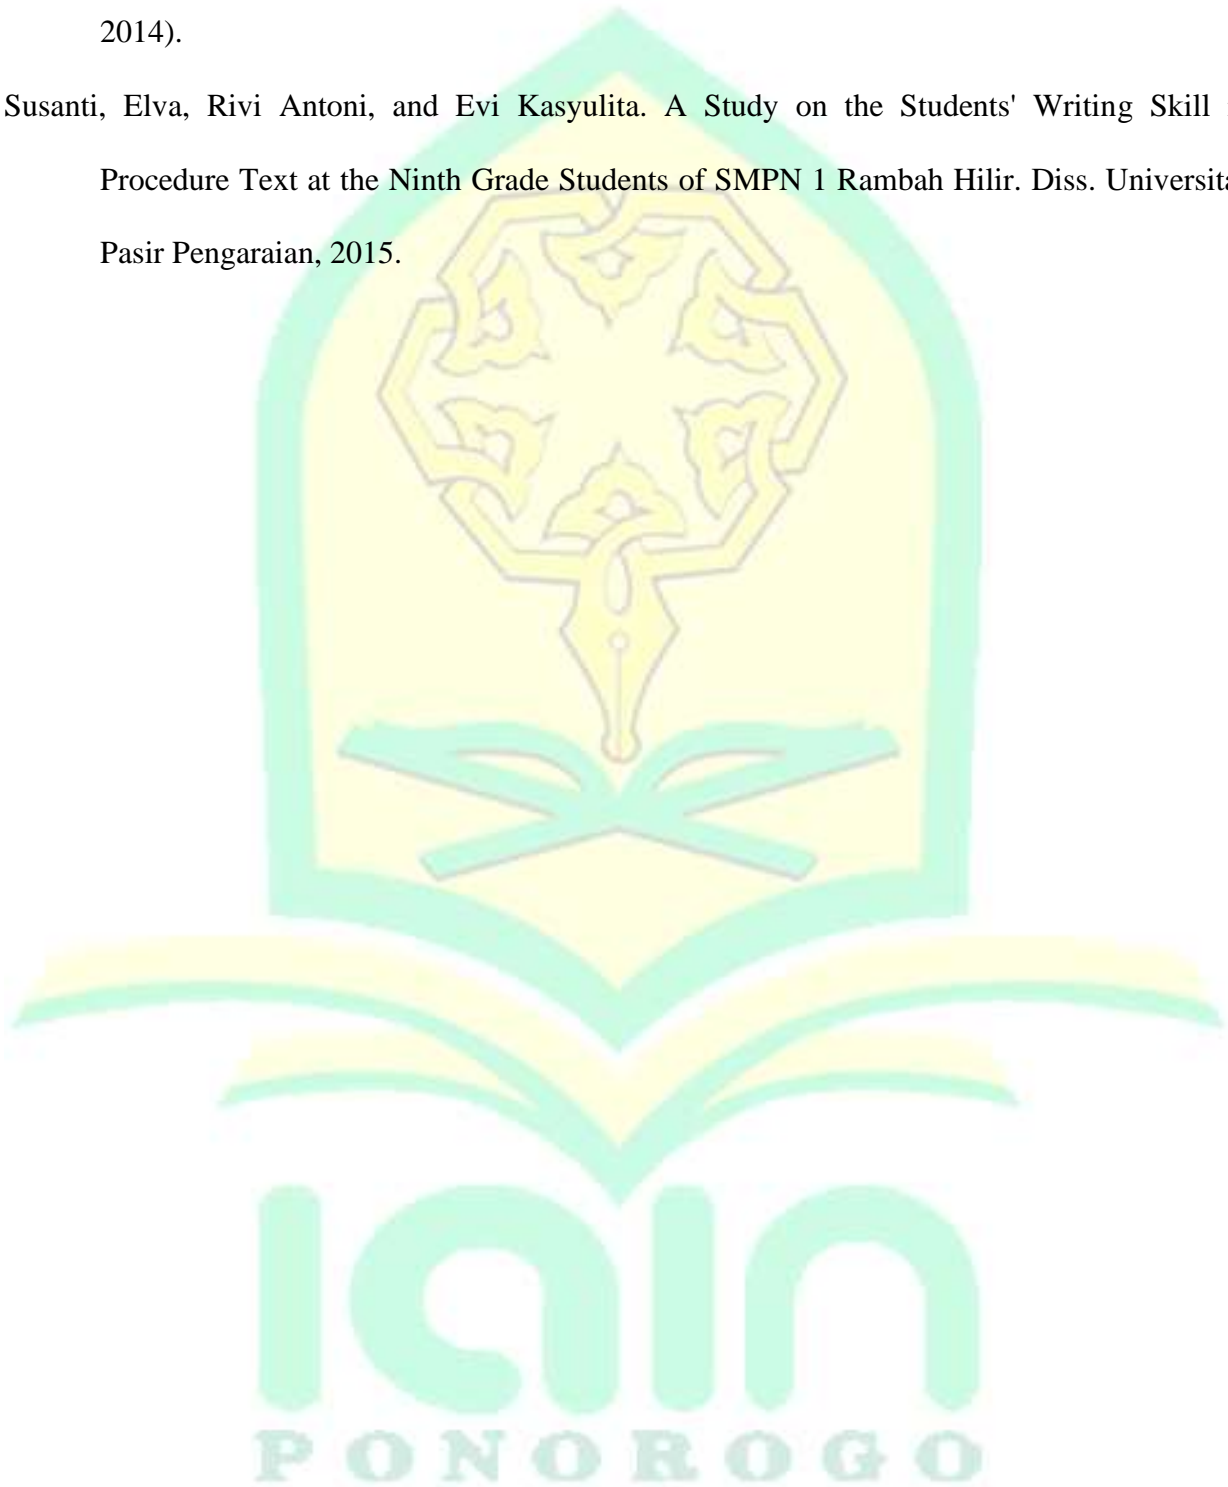 2014).
Susanti, Elva, Rivi Antoni, and Evi Kasyulita. A Study on the Students' Writing Skill
Procedure Text at the Ninth Grade Students of SMPN 1 Rambah Hilir. Diss.
Pasir Pengaraian, 2015.
iain
PONOROGO